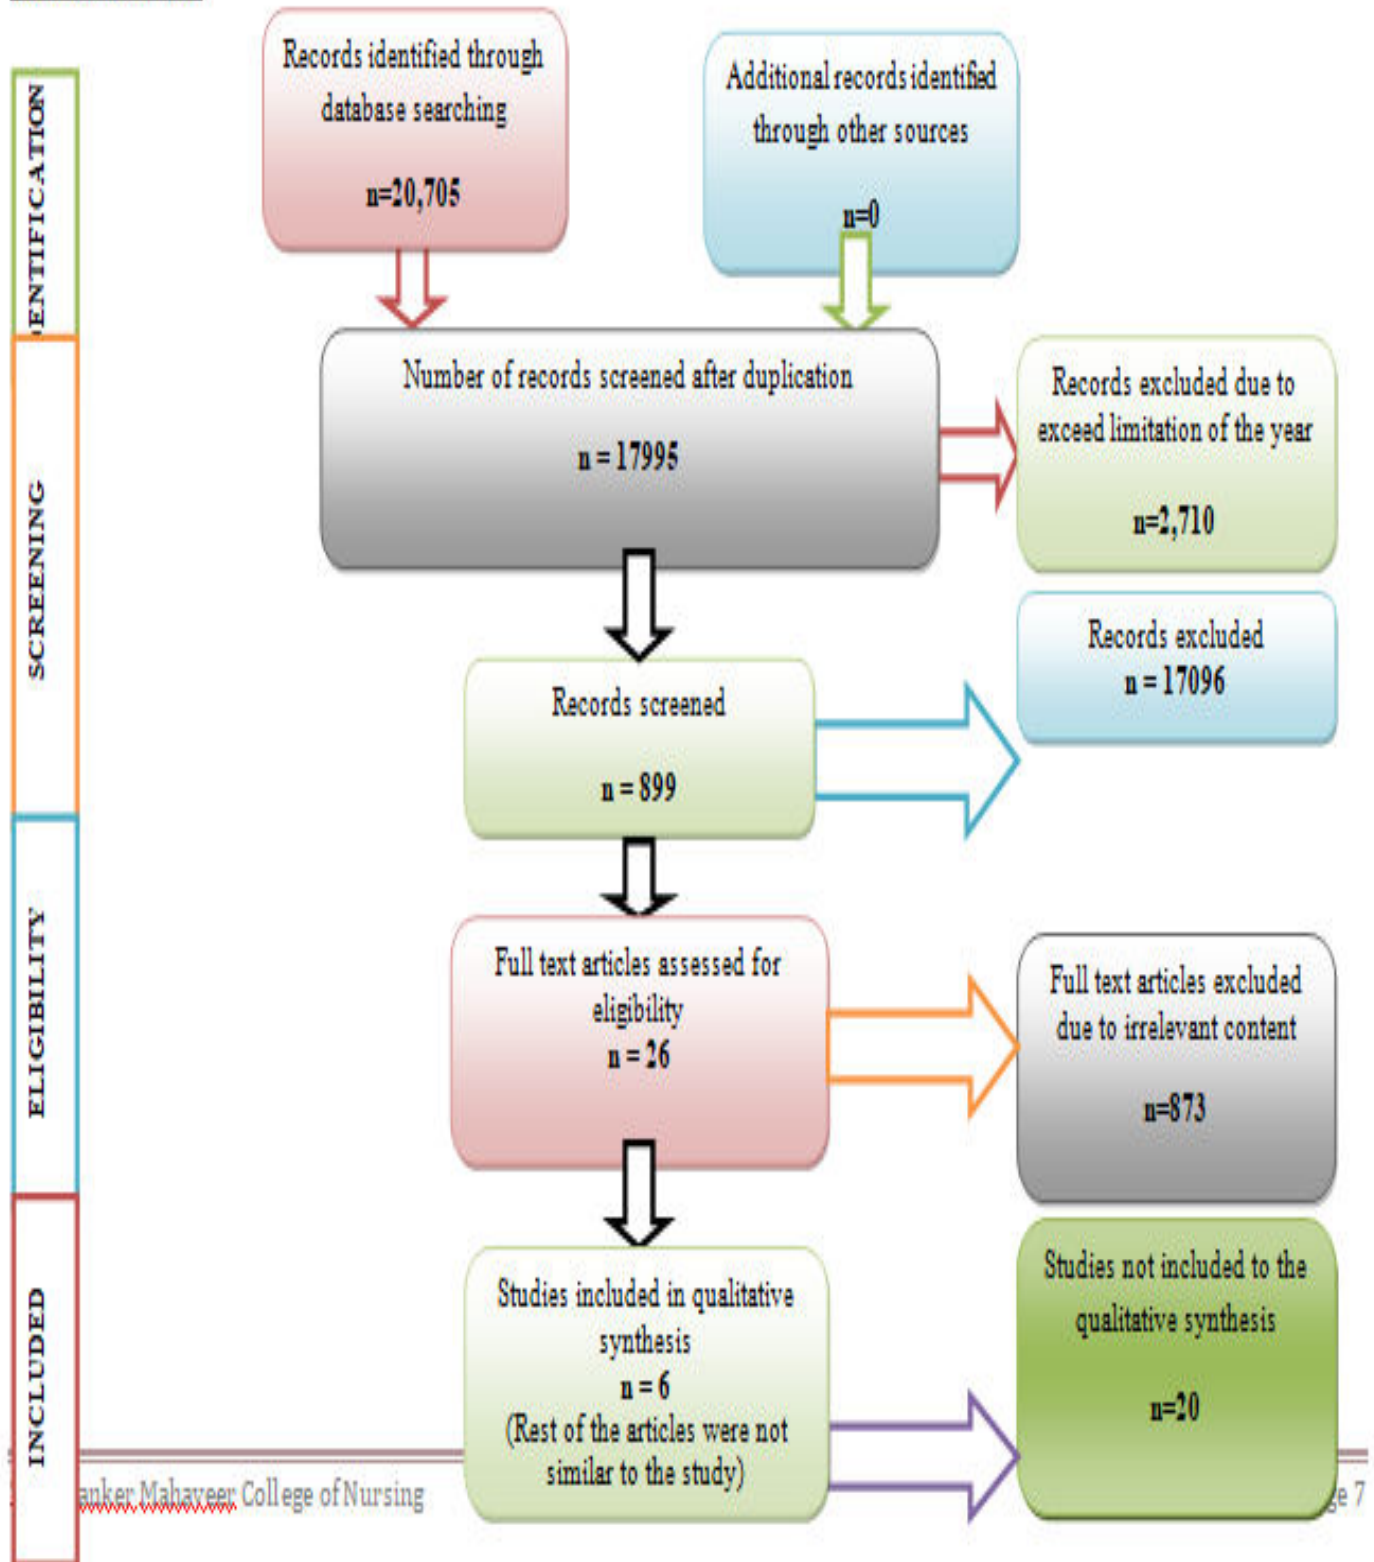 IDENTIFICATION
Records identified through
database searching
n=20,705
Additional records identified
through other sources
n=0
Number of records screened after duplication
n = 17995
Records excluded due to
exceed limitation of the year
n=2,710
SCREENING
Records excluded
n = 17096
Records screened
n = 899
ELIGIBILITY
Full text articles assessed for
eligibility
n = 26
Full text articles excluded
due to irrelevant content
n=873
INCLUDED
Studies included in qualitative
synthesis
n = 6
(Rest of the articles were not
similar to the study)
Studies not included to the
qualitative synthesis
n=20
anker Mahaveer College of Nursing
ge 7